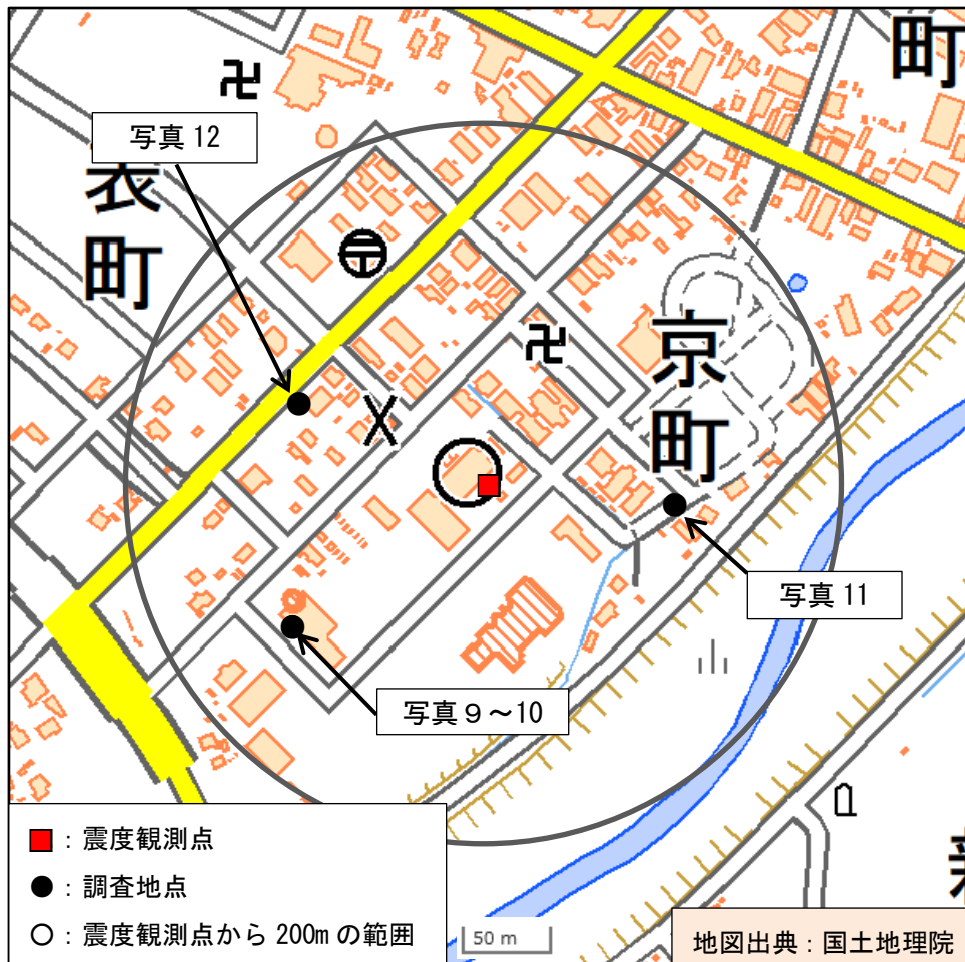 町
写真 12
表
町
京
町
写真 11
写真９～10
■：震度観測点
●：調査地点
○：震度観測点から 200m の範囲
50 m
地図出典：国土地理院